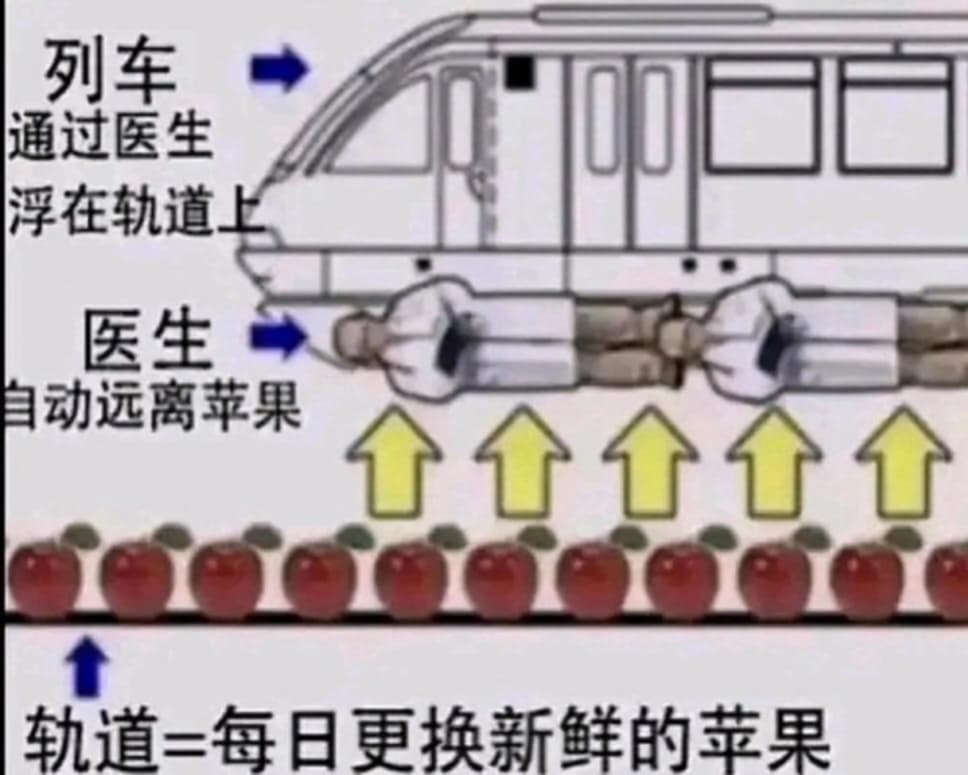 列车
通过医生
浮在轨道上
医生
自动远离苹果
轨道=每日更换新鲜的苹果